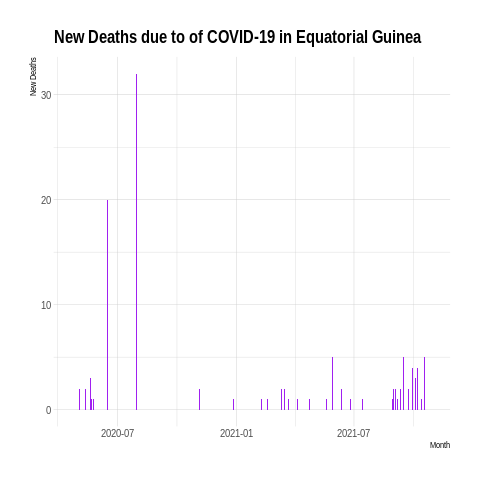 New Deaths due to of COVID-19 in Equatorial Guinea
New Deaths
30
20
10
0
2020-07 2021-01 2021-07
Month